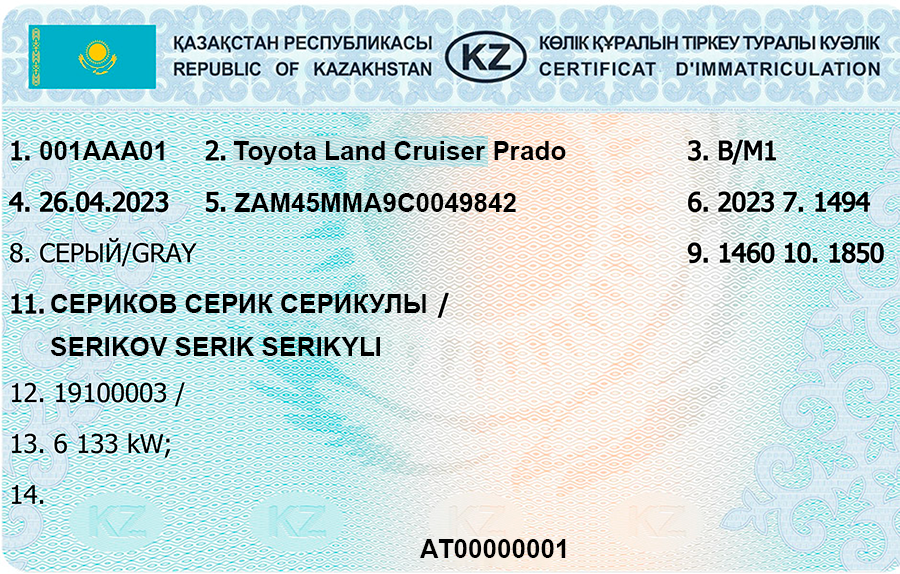 ҚАЗАҚСТАН РЕСПУБЛИКАСЫ KZ КӨЛІК ҚҰРАЛЫН ТІРКЕУ ТУРАЛЫ КУӘЛІК
REPUBLIC OF KAZAKHSTAN CERTIFICAT D'IMMATRICULATION
1. 001AAA01 2. Toyota Land Cruiser Prado 3. B/M1
4. 26.04.2023 5. ZAM45MMA9C0049842 6. 2023 7. 1494
8. СЕРЫЙ/GRAY 9. 1460 10. 1850
11. СЕРИКОВ СЕРИК СЕРИКУЛЫ /
SERIKOV SERIK SERIKYLI
12. 19100003 /
13. 6 133 kW;
14.
KZ KZ KZ KZ
AT00000001